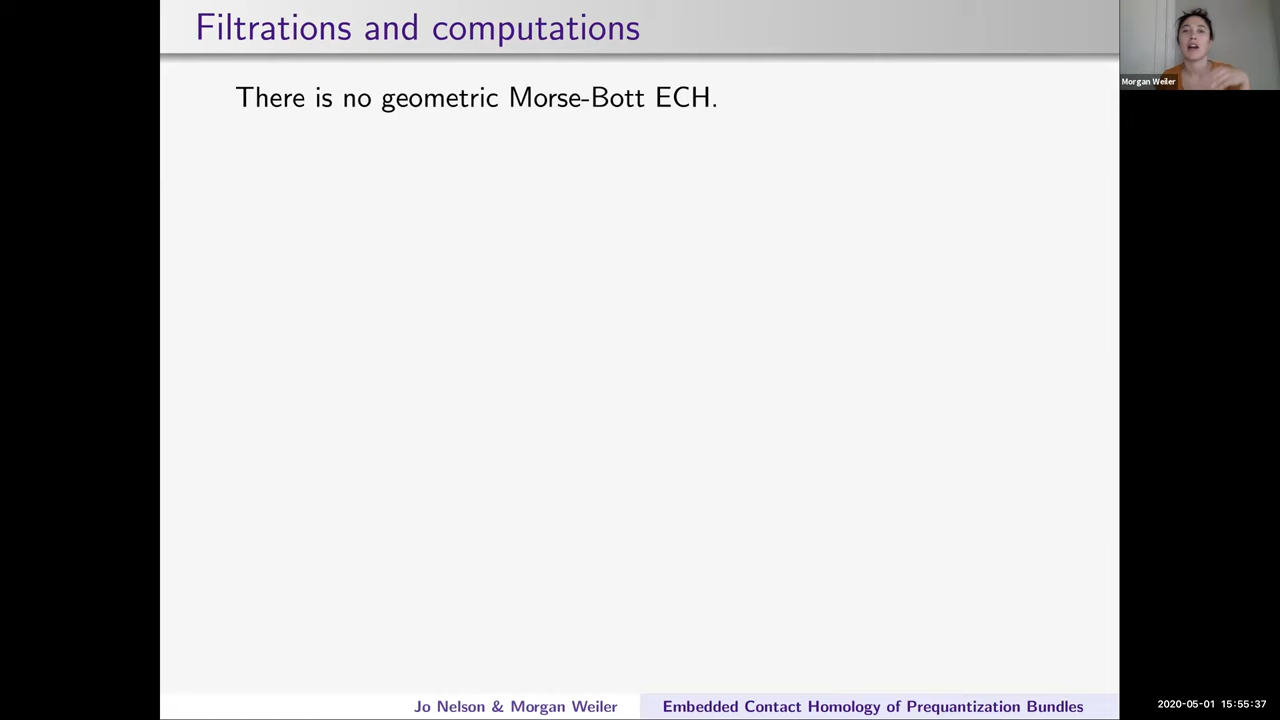 Filtrations and computations
Morgan Weiler
There is no geometric Morse-Bott ECH.
Jo Nelson & Morgan Weiler
Embedded Contact Homology of Prequantization Bundles
2020-05-01 15:55:37